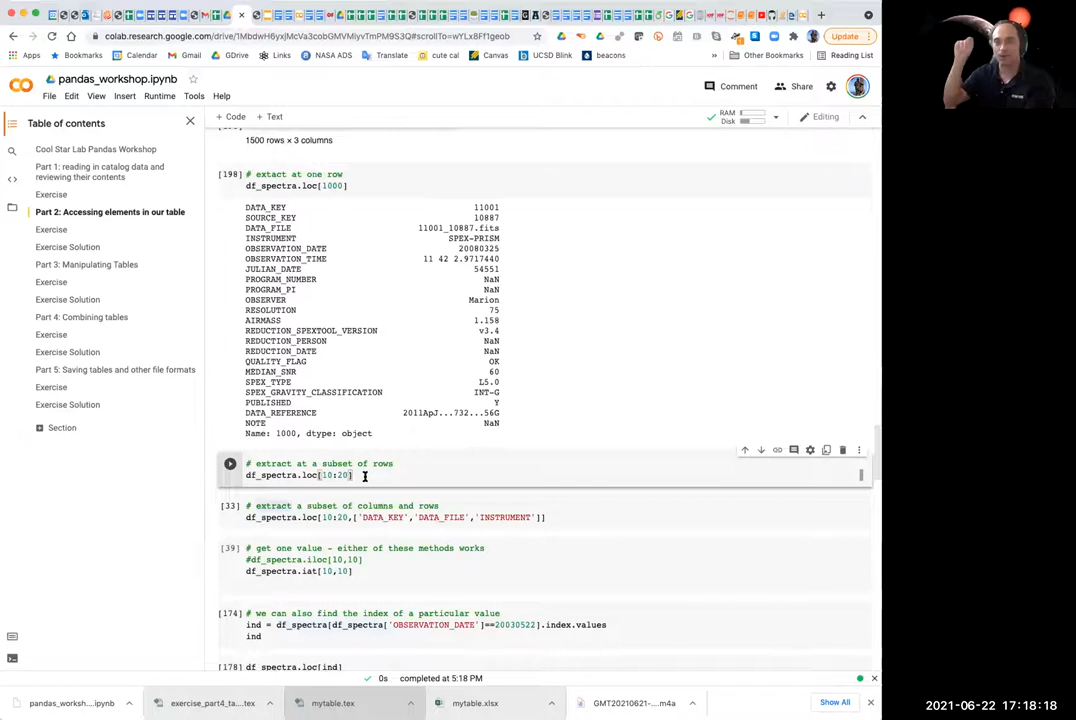 colab.research.google.com/drive/1MbdwH6yxjMcVa3cobGMVMiyvTmPM9S3Q#scrollTo=wYLx8Ff1geob
Update
Apps
Bookmarks
Calendar
Gmail
GDrive
Links
NASA ADS
Translate
cute cal
Canvas
UCSD Blink
beacons
»
Other Bookmarks
Reading List
pandas_workshop.ipynb
Comment
Share
File Edit View Insert Runtime Tools Help
Table of contents
+ Code + Text
RAM
Disk
Editing
Cool Star Lab Pandas Workshop
Part 1: reading in catalog data and
reviewing their contents
Exercise
Part 2: Accessing elements in our table
Exercise
Exercise Solution
Part 3: Manipulating Tables
Exercise
Exercise Solution
Part 4: Combining tables
Exercise
Exercise Solution
Part 5: Saving tables and other file formats
Exercise
Exercise Solution
Section
1500 rows × 3 columns
[198] # extact at one row
df_spectra.loc[1000]
DATA_KEY 11001
SOURCE_KEY 10887
DATA_FILE 11001_10887.fits
INSTRUMENT SPEX-PRISM
OBSERVATION_DATE 20080325
OBSERVATION_TIME 11 42 2.9717440
JULIAN_DATE 54551
PROGRAM_NUMBER NaN
PROGRAM_PI NaN
OBSERVER Marion
RESOLUTION 75
AIRMASS 1.158
REDUCTION_SPEXTOOL_VERSION v3.4
REDUCTION_PERSON NaN
REDUCTION_DATE NaN
QUALITY_FLAG OK
MEDIAN_SNR 60
SPEX_TYPE L5.0
SPEX_GRAVITY_CLASSIFICATION INT-G
PUBLISHED Y
DATA_REFERENCE 2011ApJ...732...56G
NOTE NaN
Name: 1000, dtype: object
# extract at a subset of rows
df_spectra.loc[10:20]
[33] # extract a subset of columns and rows
df_spectra.loc[10:20,['DATA_KEY','DATA_FILE','INSTRUMENT']]
[39] # get one value - either of these methods works
#df_spectra.iloc[10,10]
df_spectra.iat[10,10]
[174] # we can also find the index of a particular value
ind = df_spectra[df_spectra['OBSERVATION_DATE']==20030522].index.values
ind
[178] df_spectra.loc[ind]
0s completed at 5:18 PM
pandas_worksh....ipynb
exercise_part4_ta....tex
mytable.tex
mytable.xlsx
GMT20210621-....m4a
Show All
2021-06-22 17:18:18